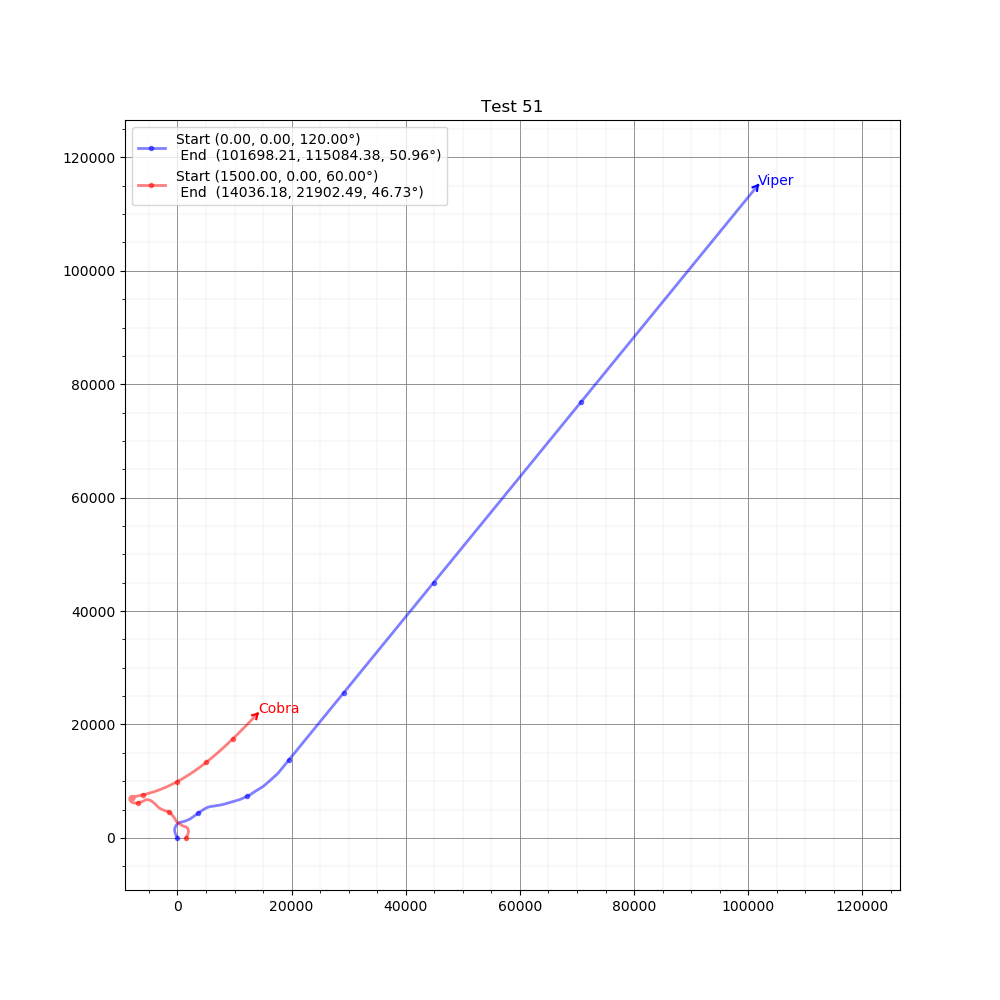 Test 51
Start (0.00, 0.00, 120.00°)
End (101698.21, 115084.38, 50.96°)
Start (1500.00, 0.00, 60.00°)
End (14036.18, 21902.49, 46.73°)
120000
Viper
100000
80000
60000
40000
Cobra
20000
0
0 20000 40000 60000 80000 100000 120000